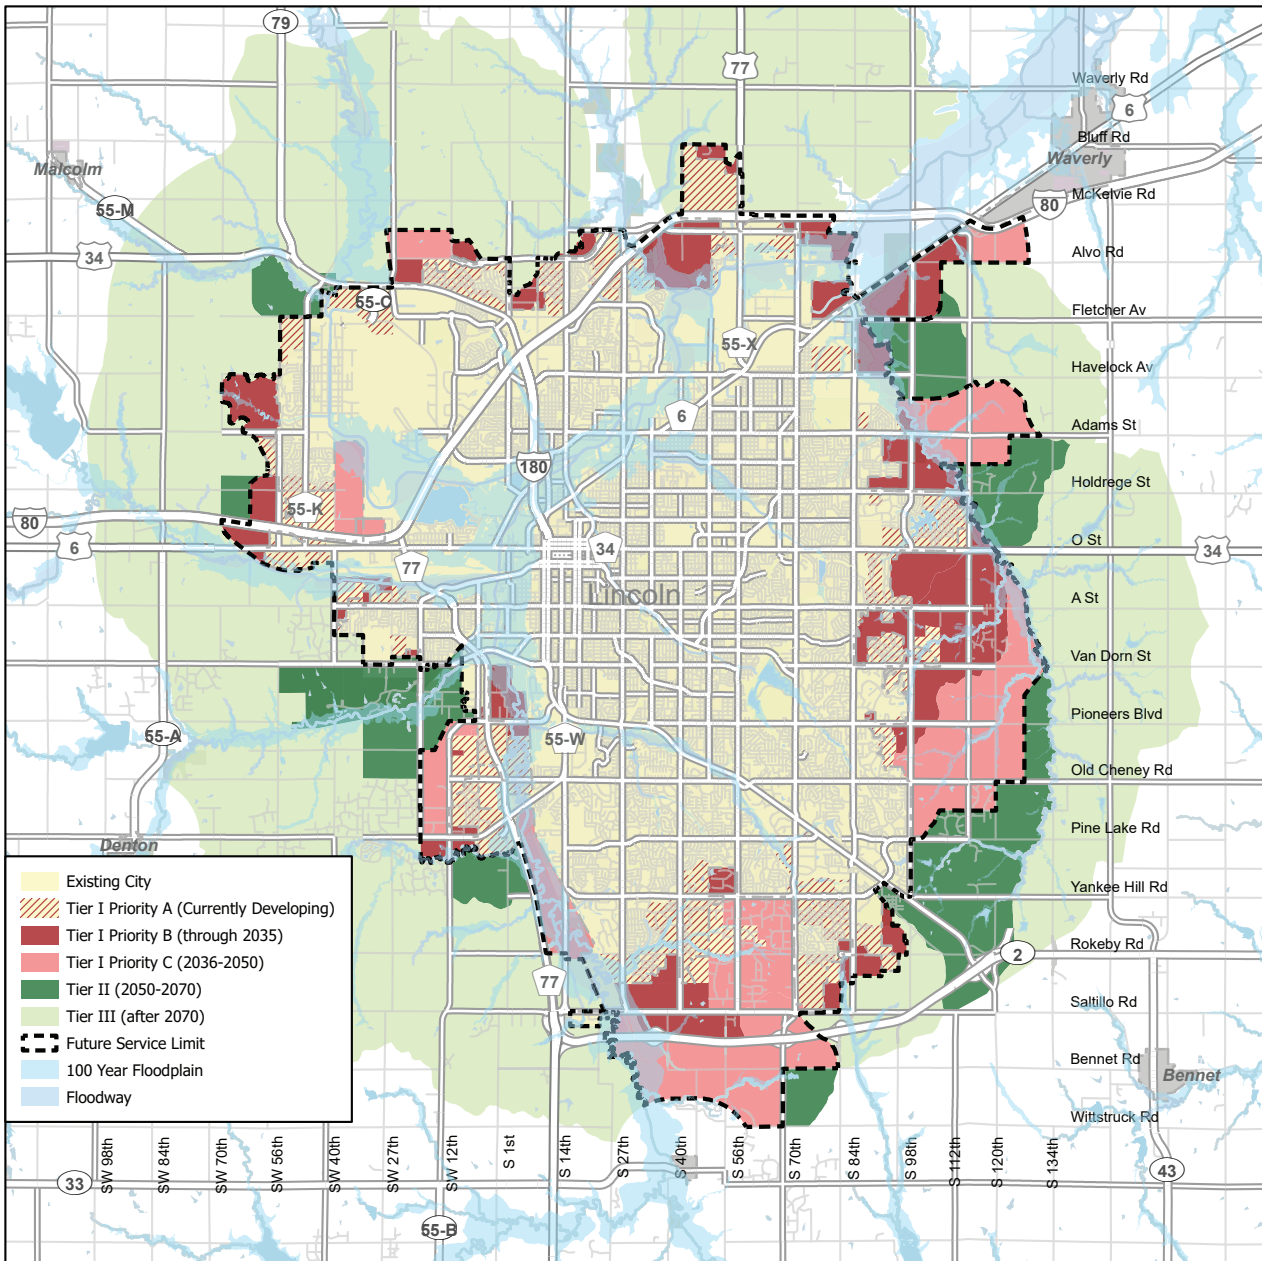 79
77
Waverly Rd
6
Bluff Rd
Waverly
Malcolm
McKelvie Rd
80
55-M
34
Alvo Rd
55-C
Fletcher Av
55-X
Havelock Av
6
Adams St
180
Holdrege St
55-K
80
6
O St
34
34
77
Lincoln
A St
Van Dorn St
Pioneers Blvd
55-A
55-W
Old Cheney Rd
Pine Lake Rd
Denton
Existing City
Tier I Priority A (Currently Developing)
Tier I Priority B (through 2035)
Tier I Priority C (2036-2050)
Tier II (2050-2070)
Tier III (after 2070)
Future Service Limit
100 Year Floodplain
Floodway
Yankee Hill Rd
Rokeby Rd
2
77
Saltillo Rd
Bennet Rd
Bennet
Wittstruck Rd
SW 98th
SW 84th
SW 70th
SW 56th
SW 40th
SW 27th
SW 12th
S 1st
S 14th
S 27th
S 40th
S 56th
S 70th
S 84th
S 98th
S 112th
S 120th
S 134th
33
43
55-B